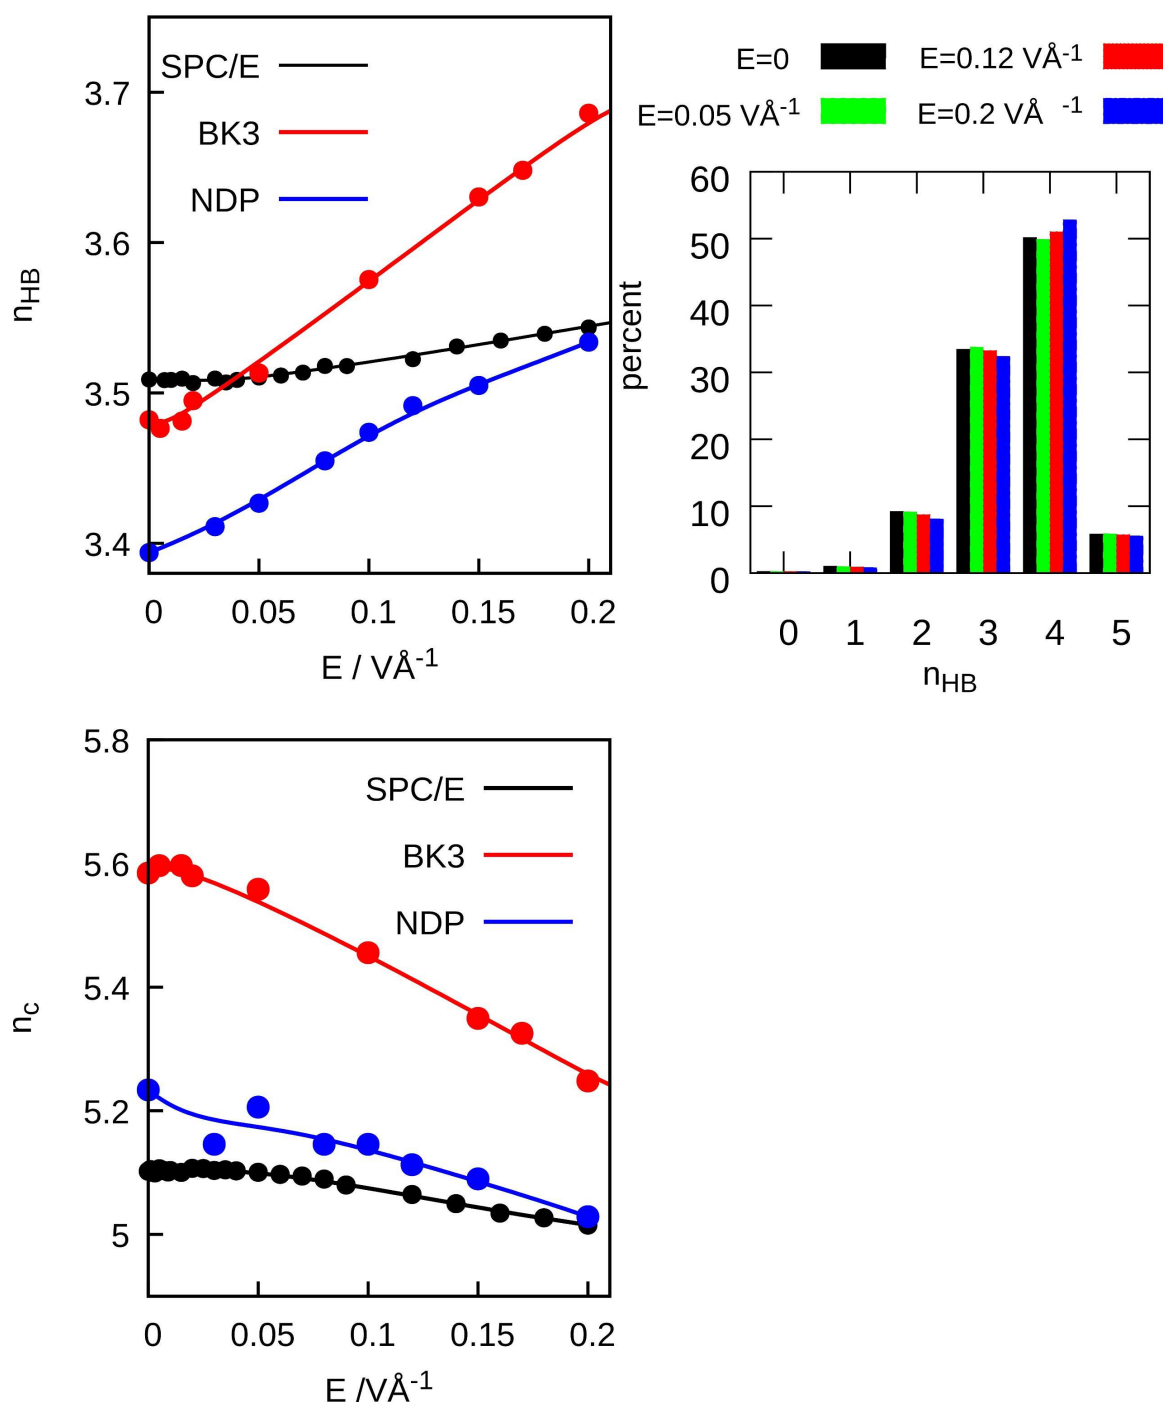 SPC/E
BK3
NDP
3.7
3.6
3.5
3.4
n_HB
0 0.05 0.1 0.15 0.2
E / VÅ⁻¹
E=0 E=0.12 VÅ⁻¹
E=0.05 VÅ⁻¹ E=0.2 VÅ ⁻¹
60
50
40
30
20
10
0
percent
0 1 2 3 4 5
n_HB
5.8
5.6
5.4
5.2
5
n_c
SPC/E
BK3
NDP
0 0.05 0.1 0.15 0.2
E /VÅ⁻¹